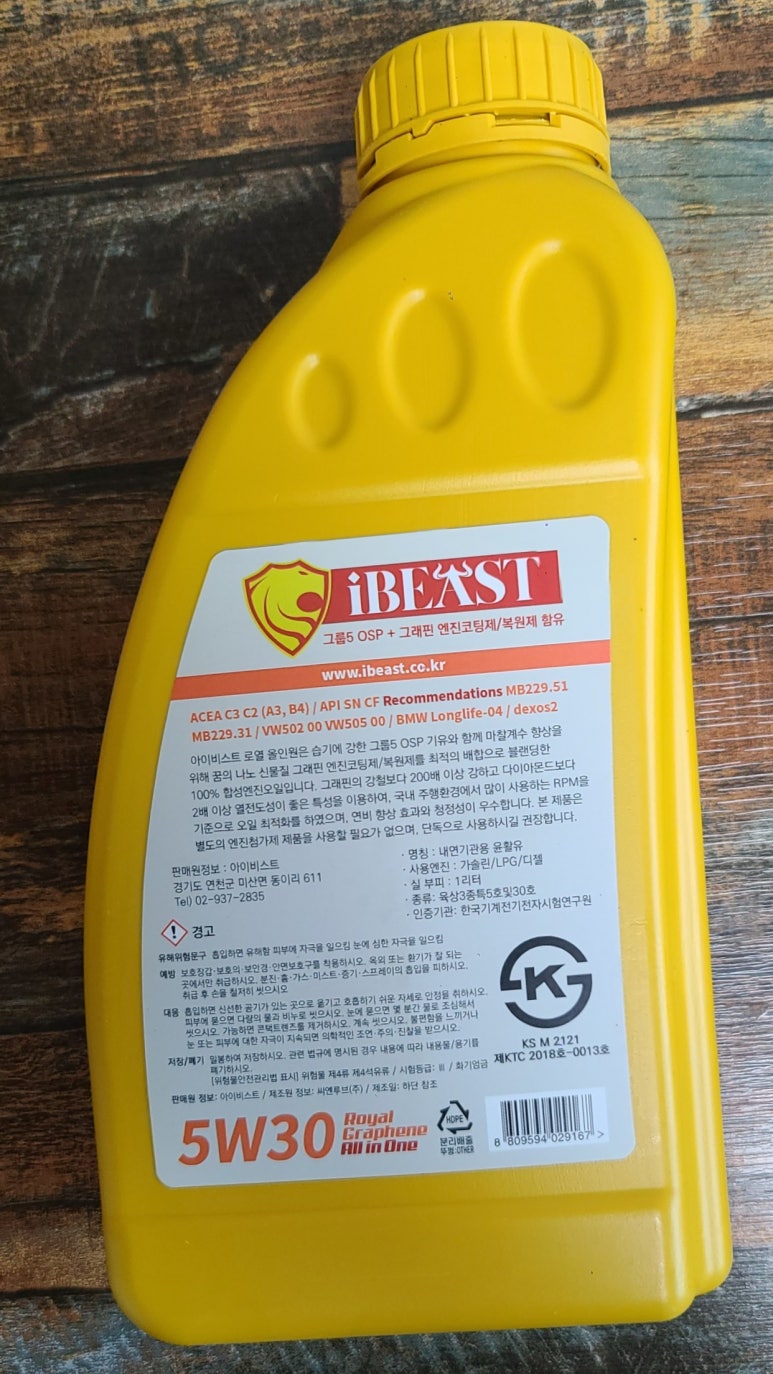 iBEAST
그룹5 OSP + 그래핀 엔진코팅제/복원제 함유
www.ibeast.co.kr
ACEA C3 C2 (A3, B4) / API SN CF Recommendations MB229.51
MB229.31 / VW502 00 VW505 00 / BMW Longlife-04 / dexos2
아이비스트 로열 올인원은 습기에 강한 그룹5 OSP 기유와 함께 마찰계수 향상을
위해 꿈의 나노 신물질 그래핀 엔진코팅제/복원제를 최적의 배합으로 블랜딩한
100% 합성엔진오일입니다. 그래핀의 강철보다 200배 이상 강하고 다이아몬드보다
2배 이상 열전도성이 좋은 특성을 이용하여, 국내 주행환경에서 많이 사용하는 RPM을
기준으로 오일 최적화를 하였으며, 연비 향상 효과와 청정성이 우수합니다. 본 제품은
별도의 엔진첨가제 제품을 사용할 필요가 없으며, 단독으로 사용하시길 권장합니다.
판매원정보 : 아이비스트
경기도 연천군 미산면 동이리 611
Tel) 02-937-2835
· 명칭 : 내연기관용 윤활유
· 사용엔진 : 가솔린/LPG/디젤
· 실 부피 : 1리터
· 종류: 육상3종특5호및30호
· 인증기관: 한국기계전기전자시험연구원
! 경고
유해위험문구 흡입하면 유해함 피부에 자극을 일으킴 눈에 심한 자극을 일으킴
예방 보호장갑·보호의·보안경·안면보호구를 착용하시오. 옥외 또는 환기가 잘 되는
곳에서만 취급하시오. 분진·흄·가스·미스트·증기·스프레이의 흡입을 피하시오.
취급 후 손을 철저히 씻으시오
대응 흡입하면 신선한 공기가 있는 곳으로 옮기고 호흡하기 쉬운 자세로 안정을 취하시오.
피부에 묻으면 다량의 물과 비누로 씻으시오. 눈에 묻으면 몇 분간 물로 조심해서
씻으시오. 가능하면 콘택트렌즈를 제거하시오. 계속 씻으시오. 불편함을 느끼거나
눈 또는 피부에 대한 자극이 지속되면 의학적인 조언·주의·진찰을 받으시오.
저장/폐기 밀봉하여 저장하시오. 관련 법규에 명시된 경우 내용에 따라 내용물/용기를
폐기하시오.
[위험물안전관리법 표시] 위험물 제4류 제4석유류 / 시험등급: III / 화기엄금
판매원 정보: 아이비스트 / 제조원 정보: 씨엔루브(주) / 제조일: 하단 참조
K
KS M 2121
제KTC 2018호-0013호
5W30
Royal
Graphene
All in One
HDPE
분리배출
뚜껑:OTHER
8 809594 029167 >